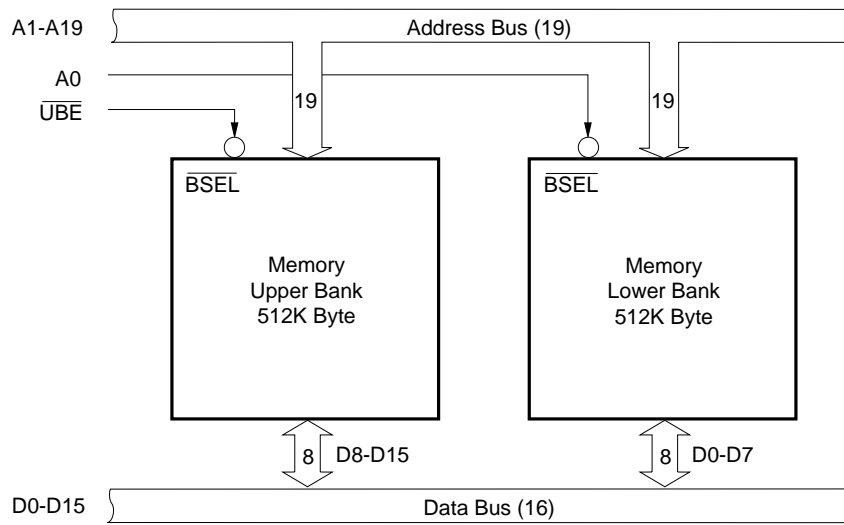 A1-A19
Address Bus (19)
A0
UBE
19
19
BSEL
BSEL
Memory
Upper Bank
512K Byte
Memory
Lower Bank
512K Byte
8
D8-D15
8
D0-D7
D0-D15
Data Bus (16)